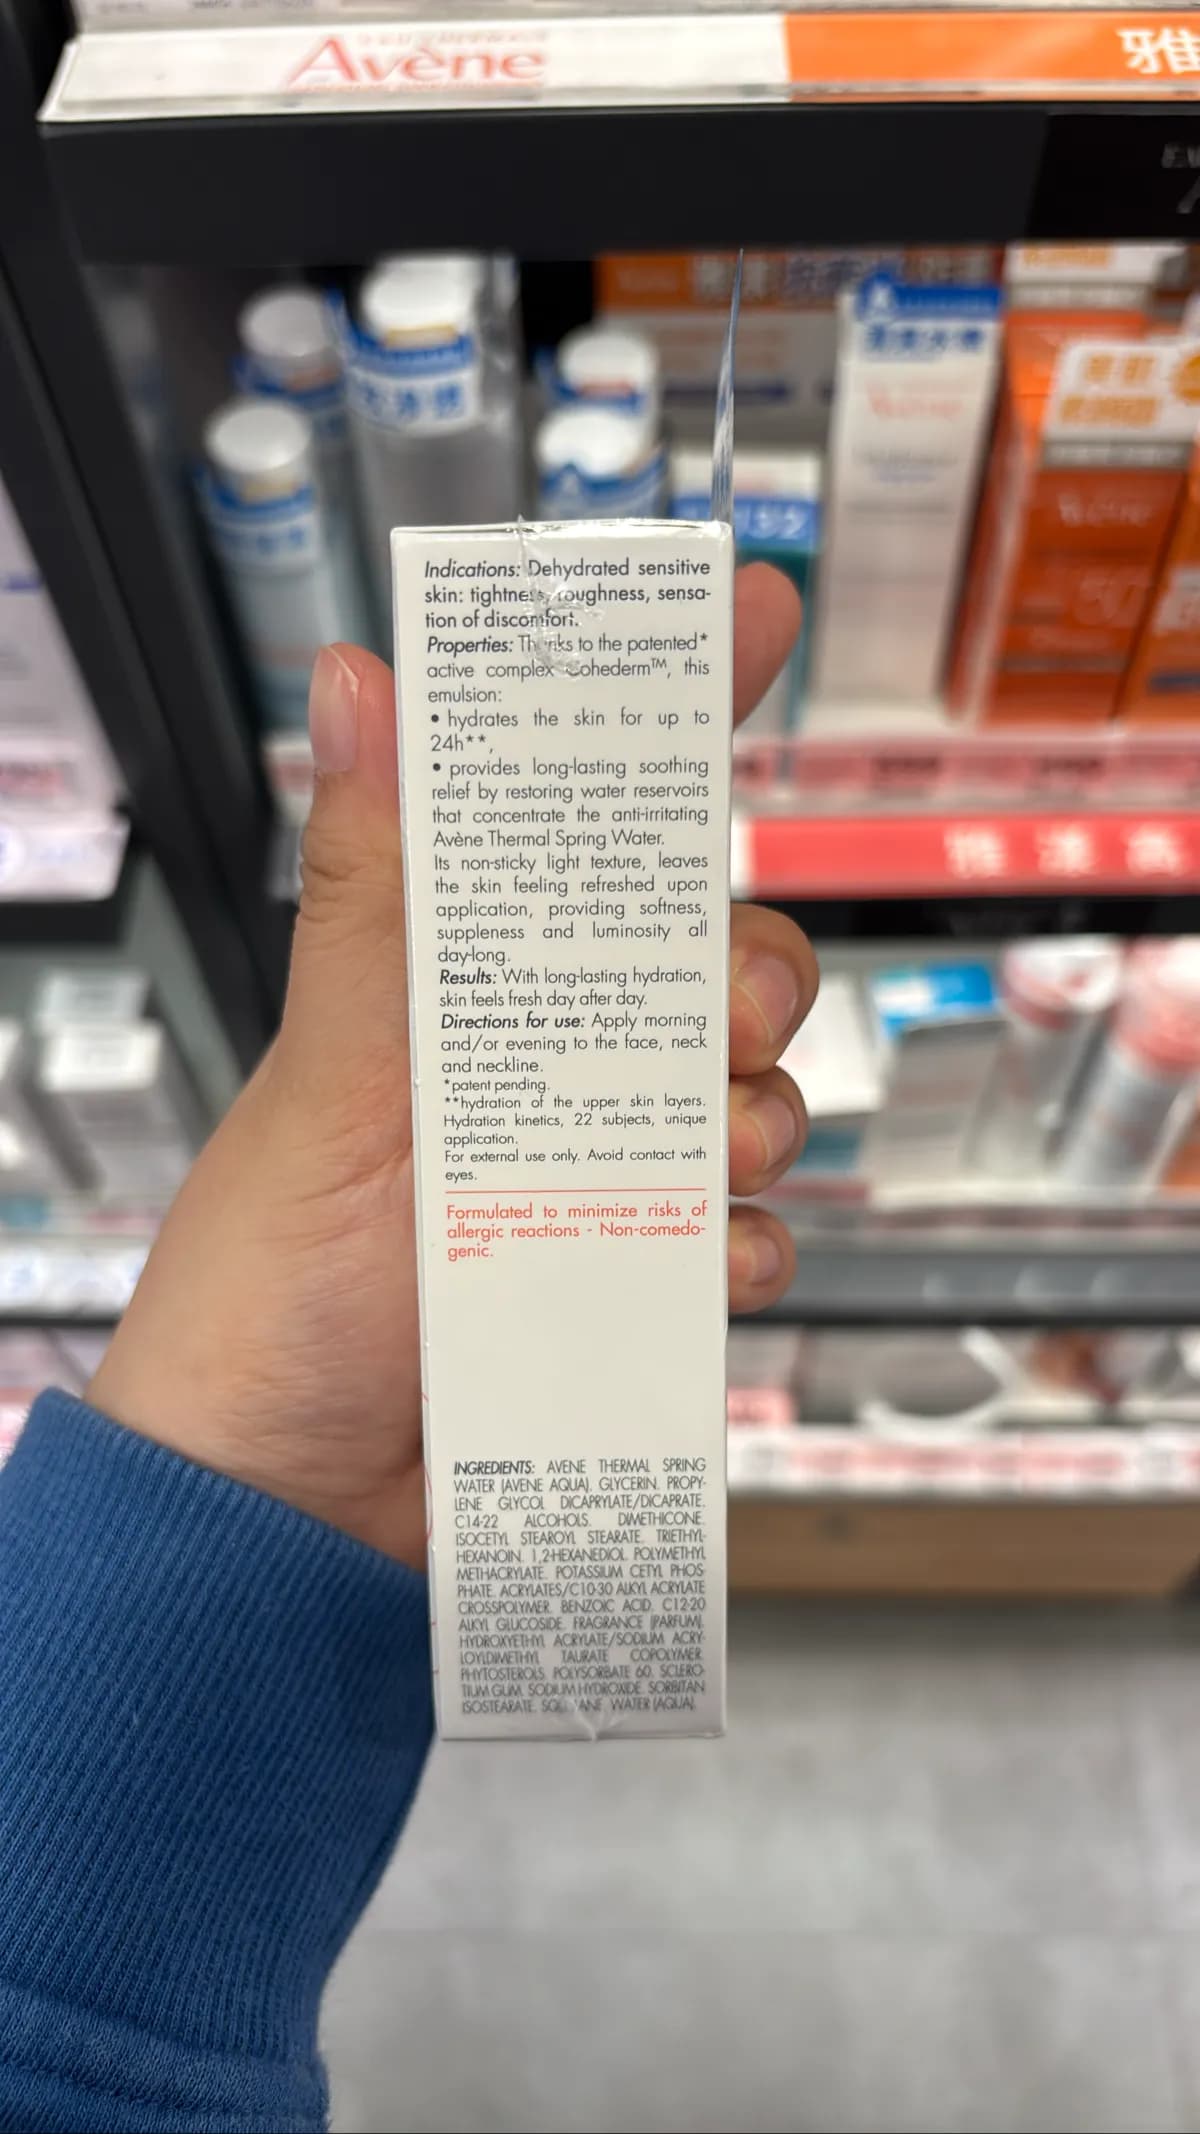 Avène
雅
Indications: Dehydrated sensitive
skin: tightness, roughness, sensa-
tion of discomfort.
Properties: Thanks to the patented*
active complex Cohederm™, this
emulsion:
• hydrates the skin for up to
24h**,
• provides long-lasting soothing
relief by restoring water reservoirs
that concentrate the anti-irritating
Avène Thermal Spring Water.
Its non-sticky light texture, leaves
the skin feeling refreshed upon
application, providing softness,
suppleness and luminosity all
day-long.
Results: With long-lasting hydration,
skin feels fresh day after day.
Directions for use: Apply morning
and/or evening to the face, neck
and neckline.
*patent pending.
**hydration of the upper skin layers.
Hydration kinetics, 22 subjects, unique
application.
For external use only. Avoid contact with
eyes.
Formulated to minimize risks of
allergic reactions - Non-comedo-
genic.
INGREDIENTS: AVENE THERMAL SPRING
WATER (AVENE AQUA). GLYCERIN. PROPY-
LENE GLYCOL DICAPRYLATE/DICAPRATE.
C14-22 ALCOHOLS. DIMETHICONE.
ISOCETYL STEAROYL STEARATE. TRIETHYL-
HEXANOIN. 1,2-HEXANEDIOL. POLYMETHYL
METHACRYLATE. POTASSIUM CETYL PHOS-
PHATE. ACRYLATES/C10-30 ALKYL ACRYLATE
CROSSPOLYMER. BENZOIC ACID. C12-20
ALKYL GLUCOSIDE. FRAGRANCE (PARFUM).
HYDROXYETHYL ACRYLATE/SODIUM ACRY-
LOYLDIMETHYL TAURATE COPOLYMER.
PHYTOSTEROLS. POLYSORBATE 60. SCLERO-
TIUM GUM. SODIUM HYDROXIDE. SORBITAN
ISOSTEARATE. SQUALANE. WATER (AQUA).